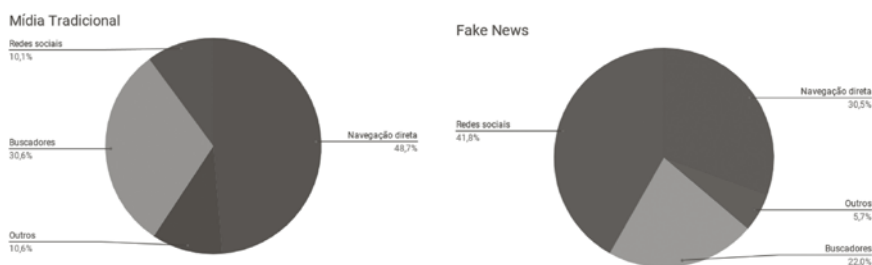 Mídia Tradicional
Redes sociais
10,1%
Buscadores
30,6%
Outros
10,6%
Navegação direta
48,7%
Fake News
Redes sociais
41,8%
Navegação direta
30,5%
Outros
5,7%
Buscadores
22,0%